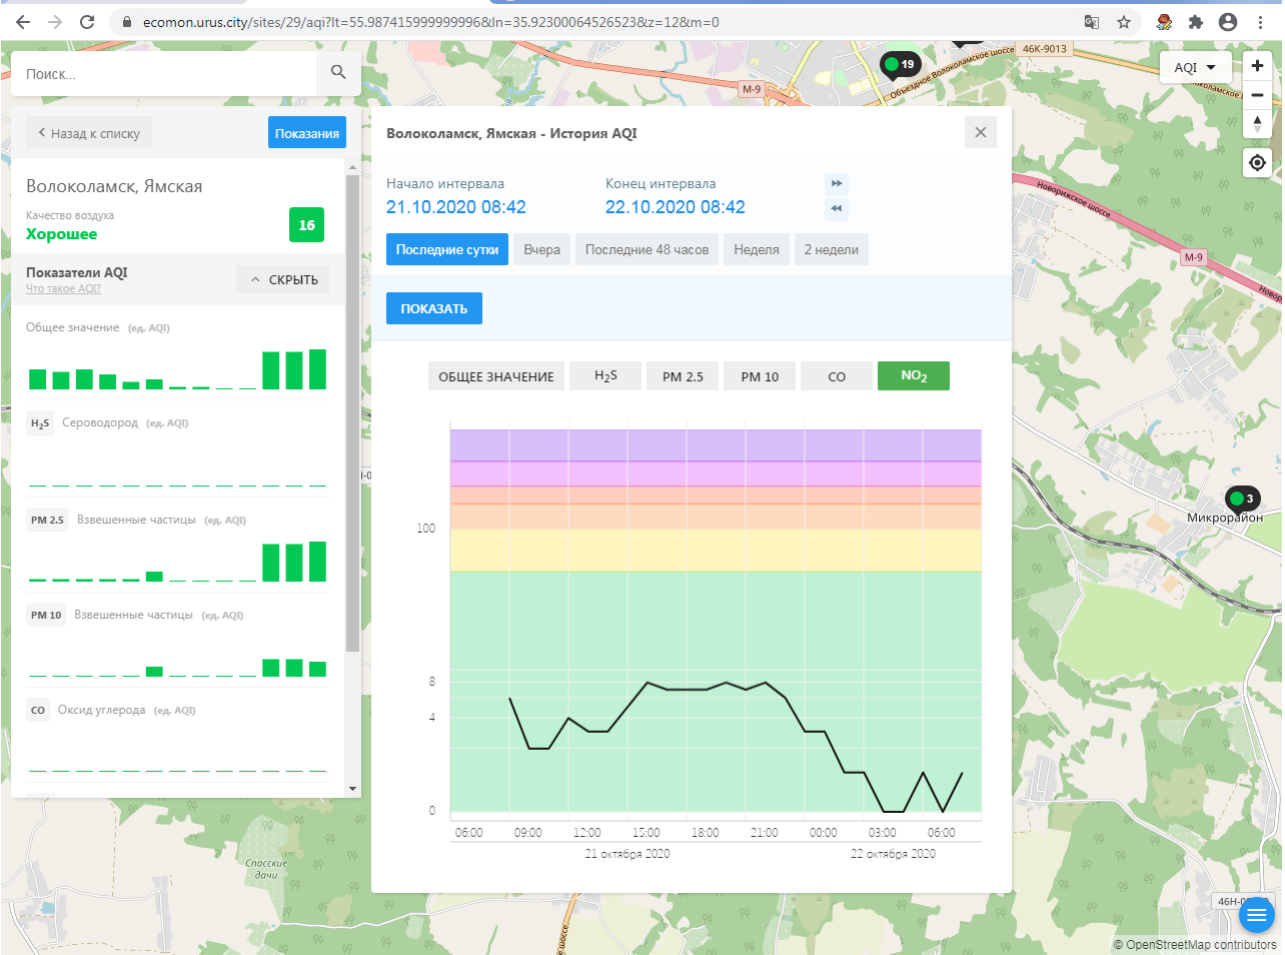 ecomon.urus.city/sites/29/aqi?lt=55.987415999999996&ln=35.9230006452652​3&z=12&m=0
Поиск...
Назад к списку
Показания
Волоколамск, Ямская
Качество воздуха
Хорошее
16
Показатели AQI
Что такое AQI?
СКРЫТЬ
Общее значение (ед. AQI)
H2S Сероводород (ед. AQI)
PM 2.5 Взвешенные частицы (ед. AQI)
PM 10 Взвешенные частицы (ед. AQI)
CO Оксид углерода (ед. AQI)
Волоколамск, Ямская - История AQI
Начало интервала
21.10.2020 08:42
Конец интервала
22.10.2020 08:42
Последние сутки
Вчера
Последние 48 часов
Неделя
2 недели
ПОКАЗАТЬ
ОБЩЕЕ ЗНАЧЕНИЕ
H2S
PM 2.5
PM 10
CO
NO2
100
8
4
0
06:00 09:00 12:00 15:00 18:00 21:00 00:00 03:00 06:00
21 октября 2020
22 октября 2020
19
46К-9013
Объездное Волоколамское шоссе
М-9
AQI
Новорижское шоссе
М-9
3
Микрорайон
Спасские
дачи
© OpenStreetMap contributors